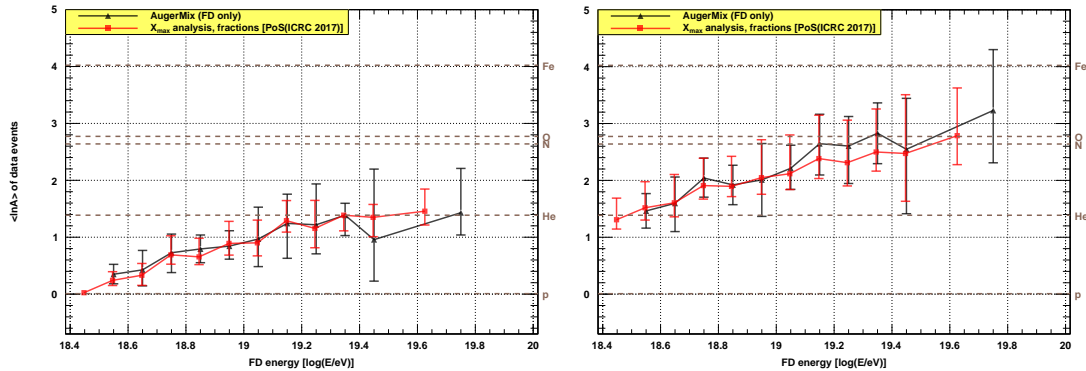 AugerMix (FD only)
Xmax analysis, fractions [PoS(ICRC 2017)]
<lnA> of data events
5
4
3
2
1
0
Fe
O
N
He
p
18.4 18.6 18.8 19 19.2 19.4 19.6 19.8 20
FD energy [log(E/eV)]
AugerMix (FD only)
Xmax analysis, fractions [PoS(ICRC 2017)]
5
4
3
2
1
0
Fe
O
N
He
p
18.4 18.6 18.8 19 19.2 19.4 19.6 19.8 20
FD energy [log(E/eV)]